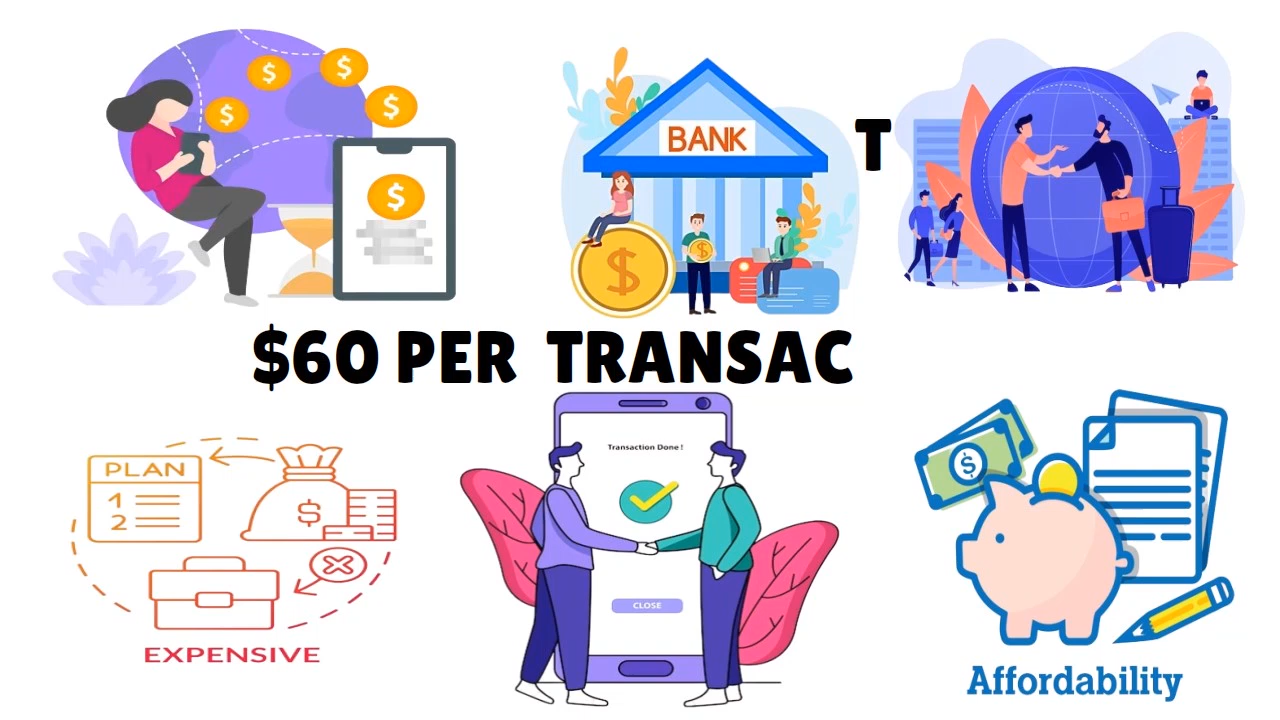 $
$
$
$
BANK
T
$
$
$60 PER TRANSAC
Transaction Done !
PLAN
1
2
$
$
CLOSE
EXPENSIVE
Affordability